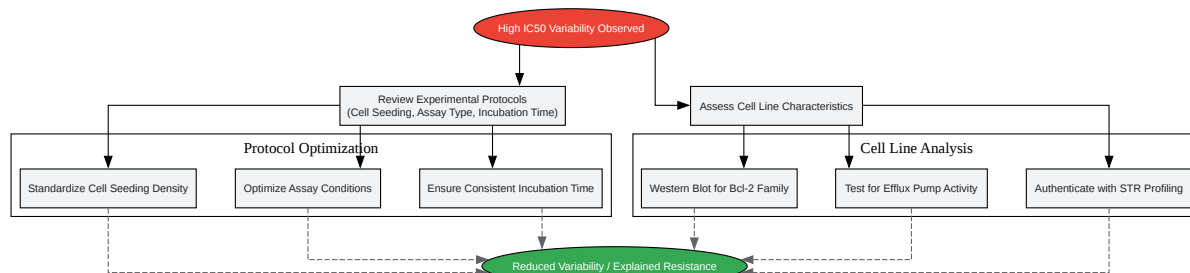 High IC50 Variability Observed
Review Experimental Protocols
(Cell Seeding, Assay Type, Incubation Time)
Assess Cell Line Characteristics
Protocol Optimization
Cell Line Analysis
Standardize Cell Seeding Density
Optimize Assay Conditions
Ensure Consistent Incubation Time
Western Blot for Bcl-2 Family
Test for Efflux Pump Activity
Authenticate with STR Profiling
Reduced Variability / Explained Resistance